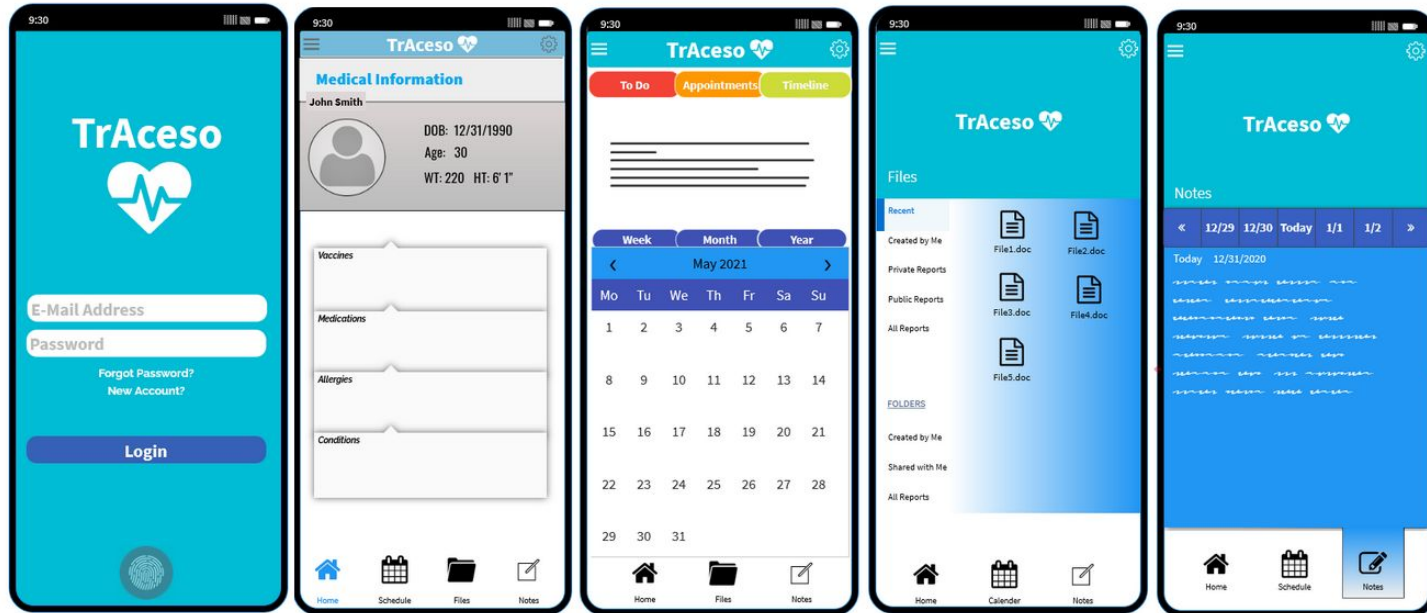 9:30
TrAceso
E-Mail Address
Password
Forgot Password?
New Account?
Login
9:30
TrAceso
Medical Information
John Smith
DOB: 12/31/1990
Age: 30
WT: 220 HT: 6' 1"
Vaccines
Medications
Allergies
Conditions
Home Schedule Files Notes
9:30
TrAceso
To Do Appointments Timeline
Week Month Year
‹ May 2021 ›
Mo Tu We Th Fr Sa Su
1 2 3 4 5 6 7
8 9 10 11 12 13 14
15 16 17 18 19 20 21
22 23 24 25 26 27 28
29 30 31
Home Files Notes
9:30
TrAceso
Files
Recent
Created by Me
Private Reports
Public Reports
All Reports
FOLDERS
Created by Me
Shared with Me
All Reports
File1.doc File2.doc
File3.doc File4.doc
File5.doc
Home Calender Notes
9:30
TrAceso
Notes
« 12/29 12/30 Today 1/1 1/2 »
Today 12/31/2020
Home Schedule Notes